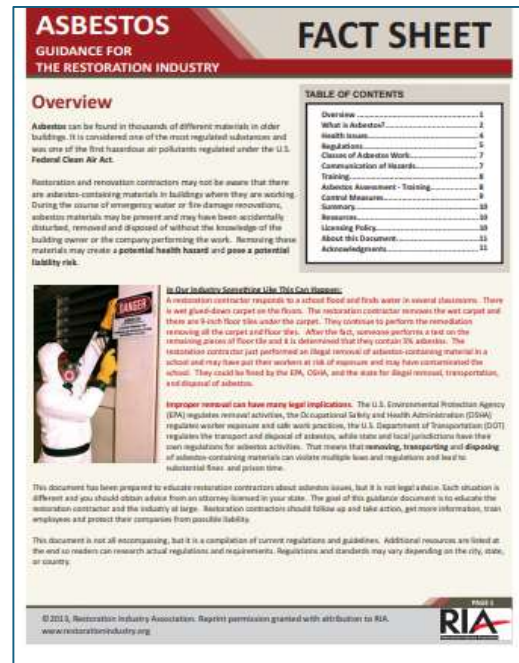 ASBESTOS
GUIDANCE FOR
THE RESTORATION INDUSTRY
FACT SHEET
Overview
Asbestos can be found in thousands of different materials in older
buildings. It is considered one of the most regulated substances and
was one of the first hazardous air pollutants regulated under the U.S.
Federal Clean Air Act.
Restoration and renovation contractors may not be aware that there
are asbestos-containing materials in buildings where they are working.
During the course of emergency water or fire damage renovations,
asbestos materials may be present and may have been accidentally
disturbed, removed and disposed of without the knowledge of the
building owner or the company performing the work. Removing these
materials may create a potential health hazard and pose a potential
liability risk.
TABLE OF CONTENTS
Overview 1
What is Asbestos? 2
Health Issues 4
Regulations 5
Classes of Asbestos Work 7
Communication of Hazards 7
Training 8
Asbestos Assessment - Training 8
Control Measures 9
Summary 10
Resources 10
Licensing Policy 10
About this Document 11
Acknowledgments 11
DANGER
In Our Industry Something Like This Can Happen:
A restoration contractor responds to a school flood and finds water in several classrooms. There
is wet glued-down carpet on the floors. The restoration contractor removes the wet carpet and
there are 9-inch floor tiles under the carpet. They continue to perform the remediation
removing all the carpet and floor tiles. After the fact, someone performs a test on the
remaining pieces of floor tile and it is determined that they contain 5% asbestos. The
restoration contractor just performed an illegal removal of asbestos-containing material in a
school and may have put their workers at risk of exposure and may have contaminated the
school. They could be fined by the EPA, OSHA, and the state for illegal removal, transportation,
and disposal of asbestos.
Improper removal can have many legal implications. The U.S. Environmental Protection Agency
(EPA) regulates removal activities, the Occupational Safety and Health Administration (OSHA)
regulates worker exposure and safe work practices, the U.S. Department of Transportation (DOT)
regulates the transport and disposal of asbestos, while state and local jurisdictions have their
own regulations for asbestos activities. That means that removing, transporting and disposing
of asbestos-containing materials can violate multiple laws and regulations and lead to
substantial fines and prison time.
This document has been prepared to educate restoration contractors about asbestos issues, but it is not legal advice. Each situation is
different and you should obtain advice from an attorney licensed in your state. The goal of this guidance document is to educate the
restoration contractor and the industry at large. Restoration contractors should follow up and take action, get more information, train
employees and protect their companies from possible liability.
This document is not all encompassing, but it is a compilation of current regulations and guidelines. Additional resources are listed at
the end so readers can research actual regulations and requirements. Regulations and standards may vary depending on the city, state,
or country.
PAGE 1
©2013, Restoration Industry Association. Reprint permission granted with attribution to RIA.
www.restorationindustry.org
RIA